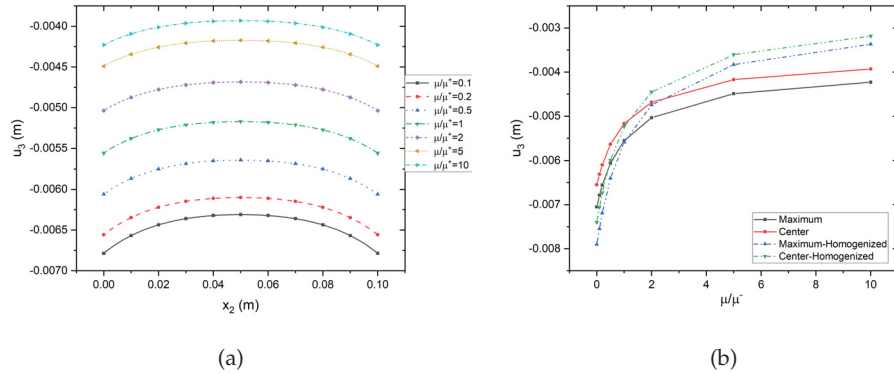 -0.0040
-0.0045
-0.0050
-0.0055
-0.0060
-0.0065
-0.0070
u3 (m)
0.00 0.02 0.04 0.06 0.08 0.10
x2 (m)
μ/μ+=0.1
μ/μ+=0.2
μ/μ+=0.5
μ/μ+=1
μ/μ+=2
μ/μ+=5
μ/μ+=10
(a)
-0.003
-0.004
-0.005
-0.006
-0.007
-0.008
u3 (m)
Maximum
Center
Maximum-Homogenized
Center-Homogenized
0 2 4 6 8 10
μ/μ-
(b)